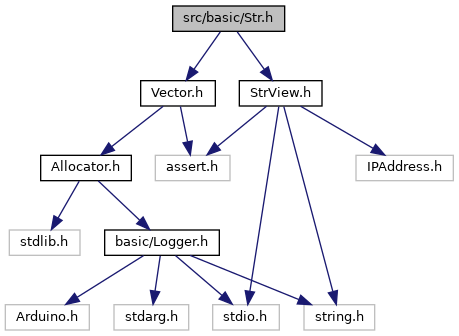 src/basic/Str.h
Vector.h
StrView.h
Allocator.h
assert.h
IPAddress.h
stdlib.h
basic/Logger.h
Arduino.h
stdarg.h
stdio.h
string.h